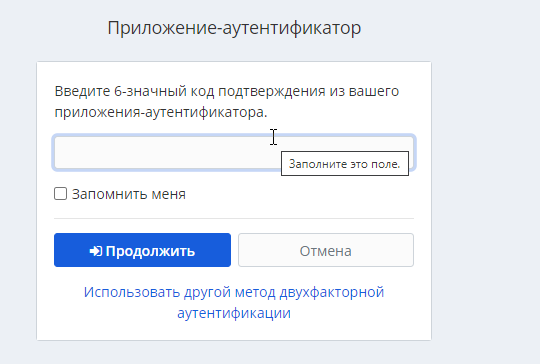 Приложение-аутентификатор
Введите 6-значный код подтверждения из вашего
приложения-аутентификатора.
Заполните это поле.
Запомнить меня
Продолжить
Отмена
Использовать другой метод двухфакторной
аутентификации